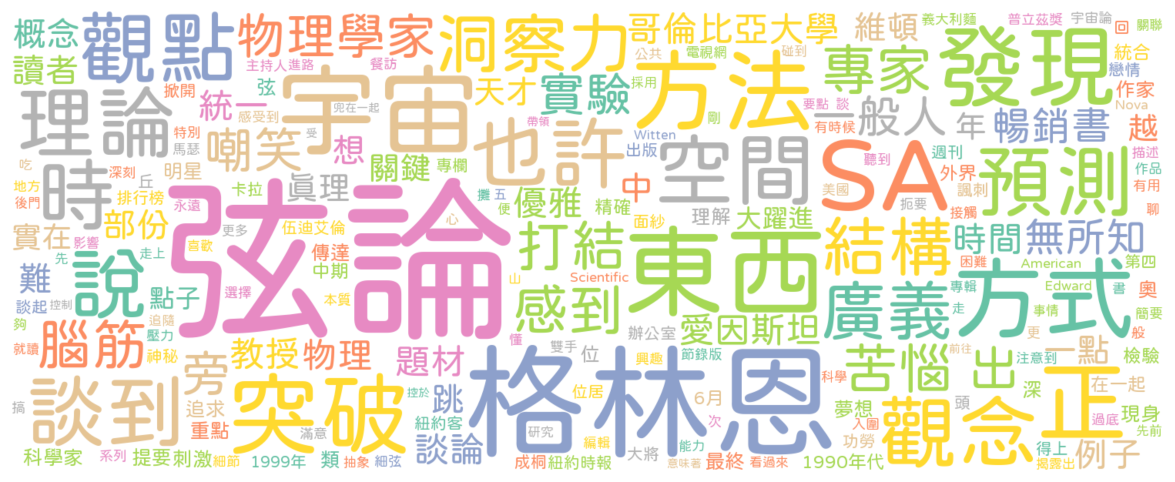 概念 觀點 物理學家 洞察力 哥倫比亞大學 維頓 義大利麵 普立茲獎 宇宙論 回 關聯
讀者 主持人進路 餐訪 公共 電視網 碰到 專家 發現 統合 戀情
掀開 弦 宇宙 天才 實驗 採用 方法 作家
理論 統一 兜在一起 要點 談 一般人 年 暢銷書 Nova 越
感受到 帶領 剛 有時候
特別 嘲笑 想 也許 Witten 空間 描述
馬瑟 出版 聽到 週刊 作品
吃 深刻 明星 關鍵 專欄 SA 外界 預測 有用
地方 時 排行榜 卡拉 眞理 中 美國 諷刺
後門 丘 永遠 優雅 五 精確 面紗 大躍進 扼要 接觸 聊
部份 伍迪艾倫 攤 便 理解 結構 時間 無所知
實在 影響 更多 心 打結 東西 困難 American 第四
先 走上 喜歡 傳達 弦論
難 說 中期 Scientific 專輯 Edward 書 奧
談起 控制 點子 選擇 本質 山 感到 廣義 走 方式 事情 簡要
夠 追隨 壓力 愛因斯坦 更 般
腦筋 懂 辦公室
就讀 神秘 教授 物理 題材 雙手 位 興趣 節錄版 苦惱 出 前往 注意到 一點 檢驗
旁 格林恩 科學 深 在一起
談到 追求 突破 控於 跳 位居 6月 夢想 頭 正 過底 現身
搞 重點 滿意 紐約客 研究 編輯 次 入圍 觀念 先前
談論 大將 能力 功勞 得上 例子
科學家 系列 提要 刺激 細節 1999年 類 抽象 細弦 成桐 紐約時報 意味著 最終 看過來 1990年代 揭露出